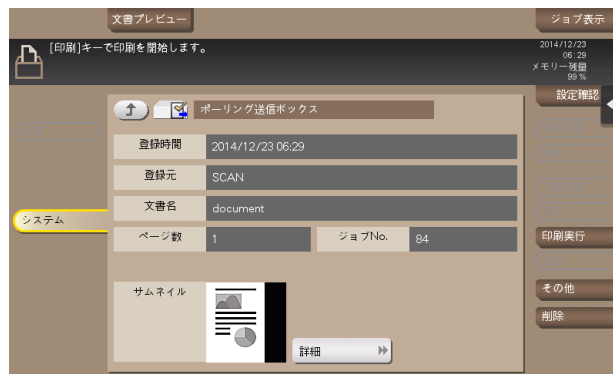 文書プレビュー
ジョブ表示
[印刷]キーで印刷を開始します。
2014/12/23
06:29
メモリー残量
99%
設定確認
ポーリング送信ボックス
登録時間 2014/12/23 06:29
登録元 SCAN
文書名 document
システム
ページ数 1 ジョブNo. 84
印刷実行
サムネイル
その他
削除
詳細